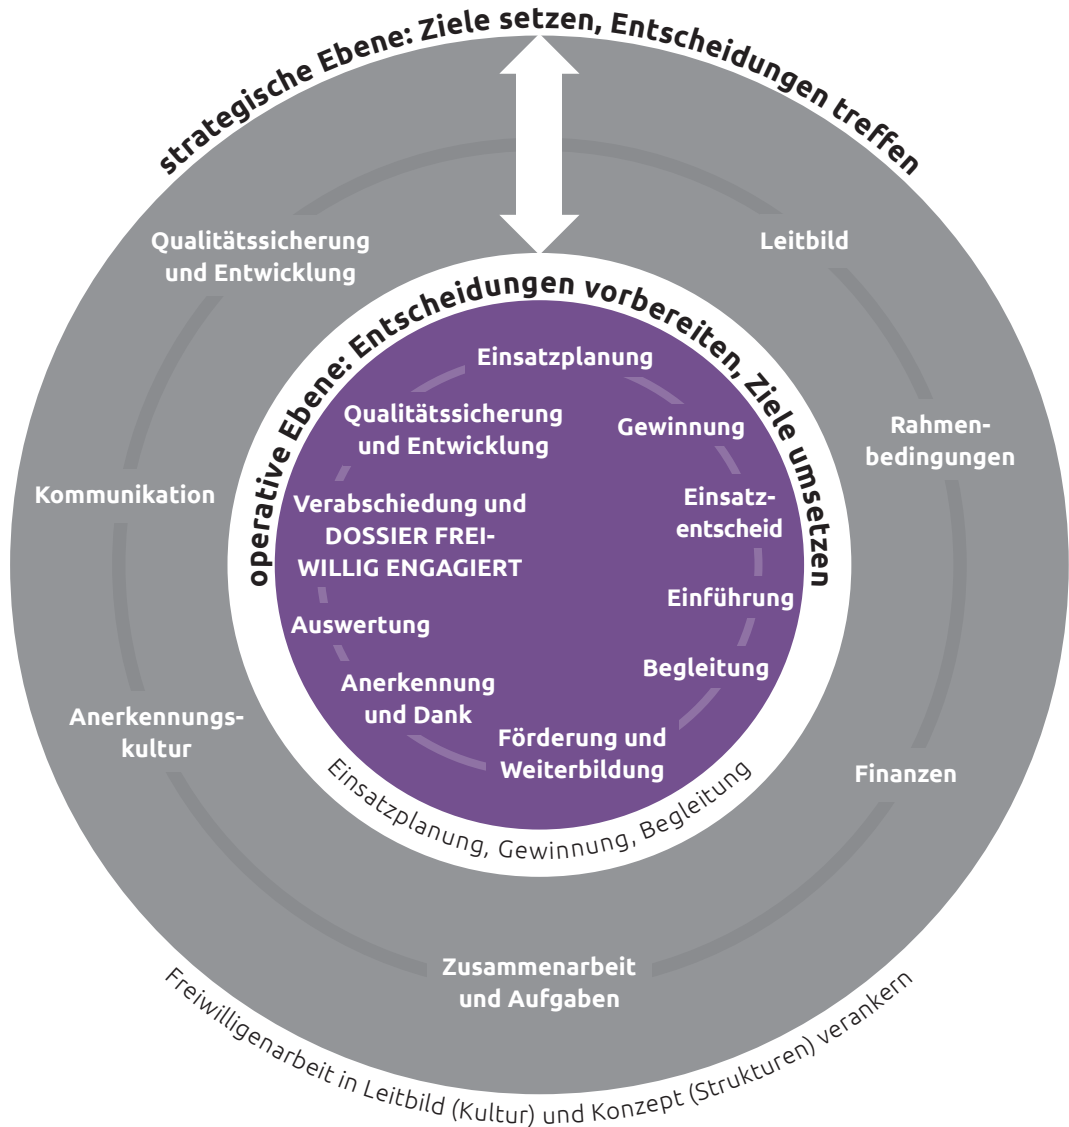 strategische Ebene: Ziele setzen, Entscheidungen treffen
Qualitätssicherung
und Entwicklung
Leitbild
Rahmen-
bedingungen
Finanzen
Zusammenarbeit
und Aufgaben
Anerkennungs-
kultur
Kommunikation
operative Ebene: Entscheidungen vorbereiten, Ziele umsetzen
Einsatzplanung
Gewinnung
Einsatz-
entscheid
Einführung
Begleitung
Förderung und
Weiterbildung
Anerkennung
und Dank
Auswertung
Verabschiedung und
DOSSIER FREI-
WILLIG ENGAGIERT
Qualitätssicherung
und Entwicklung
Einsatzplanung, Gewinnung, Begleitung
Freiwilligenarbeit in Leitbild (Kultur) und Konzept (Strukturen) verankern